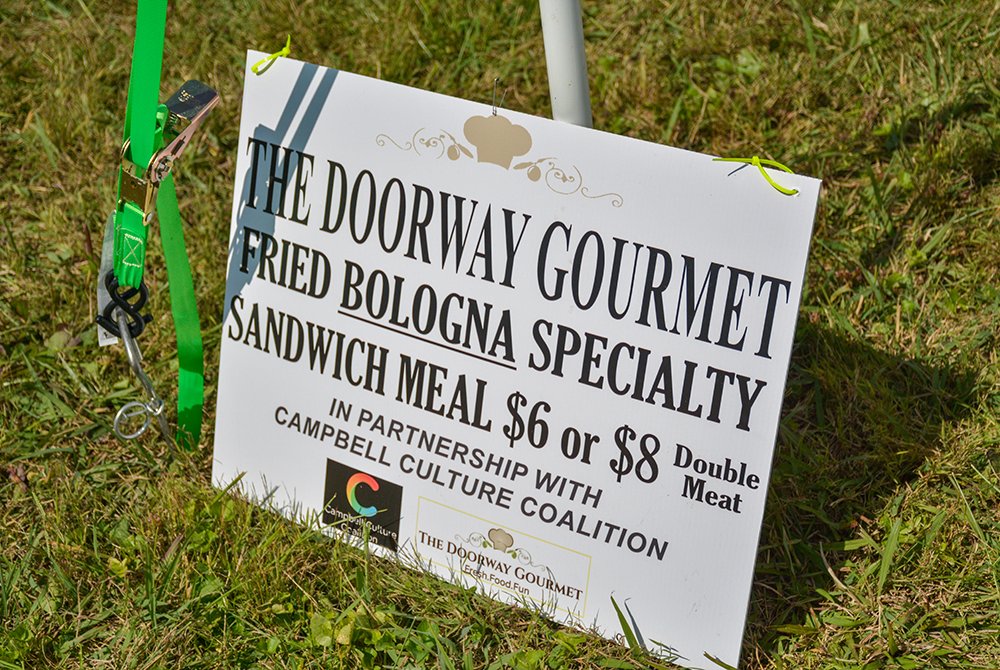 THE DOORWAY GOURMET
FRIED BOLOGNA SPECIALTY
SANDWICH MEAL $6 or $8 Double Meat
IN PARTNERSHIP WITH
CAMPBELL CULTURE COALITION
Campbell Culture
THE DOORWAY GOURMET
Fresh.Food.Fun